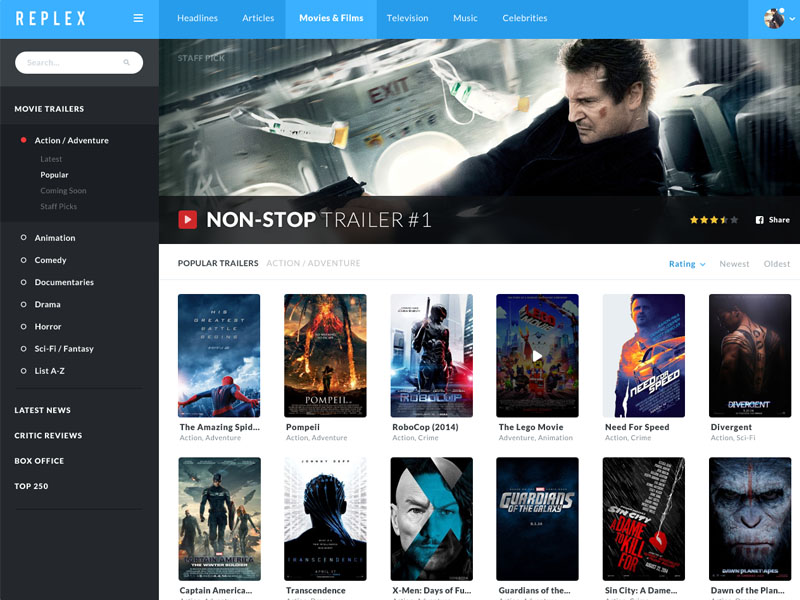 REPLEX
Headlines
Articles
Movies & Films
Television
Music
Celebrities
Search...
MOVIE TRAILERS
Action / Adventure
Latest
Popular
Coming Soon
Staff Picks
Animation
Comedy
Documentaries
Drama
Horror
Sci-Fi / Fantasy
List A-Z
LATEST NEWS
CRITIC REVIEWS
BOX OFFICE
TOP 250
STAFF PICK
EXIT
NON-STOP TRAILER #1
Share
POPULAR TRAILERS ACTION / ADVENTURE
Rating
Newest
Oldest
HIS
GREATEST
BATTLE
BEGINS
The Amazing Spid...
Action, Adventure
POMPEII
Pompeii
Action, Adventure
ROBOCOP
RoboCop (2014)
Action, Crime
The Lego Movie
Adventure, Animation
NEED FOR
SPEED
Need For Speed
Action, Crime
DIVERGENT
Divergent
Action, Sci-Fi
CAPTAIN AMERICA
THE WINTER SOLDIER
Captain America...
JOHNNY DEPP
TRANSCENDENCE
Transcendence
X-Men: Days of Fu...
GUARDIANS
OF THE GALAXY
Guardians of the...
SIN CITY
A DAME
TO KILL
FOR
Sin City: A Dame...
DAWN OF THE PLANET OF THE APES
Dawn of the Plan...